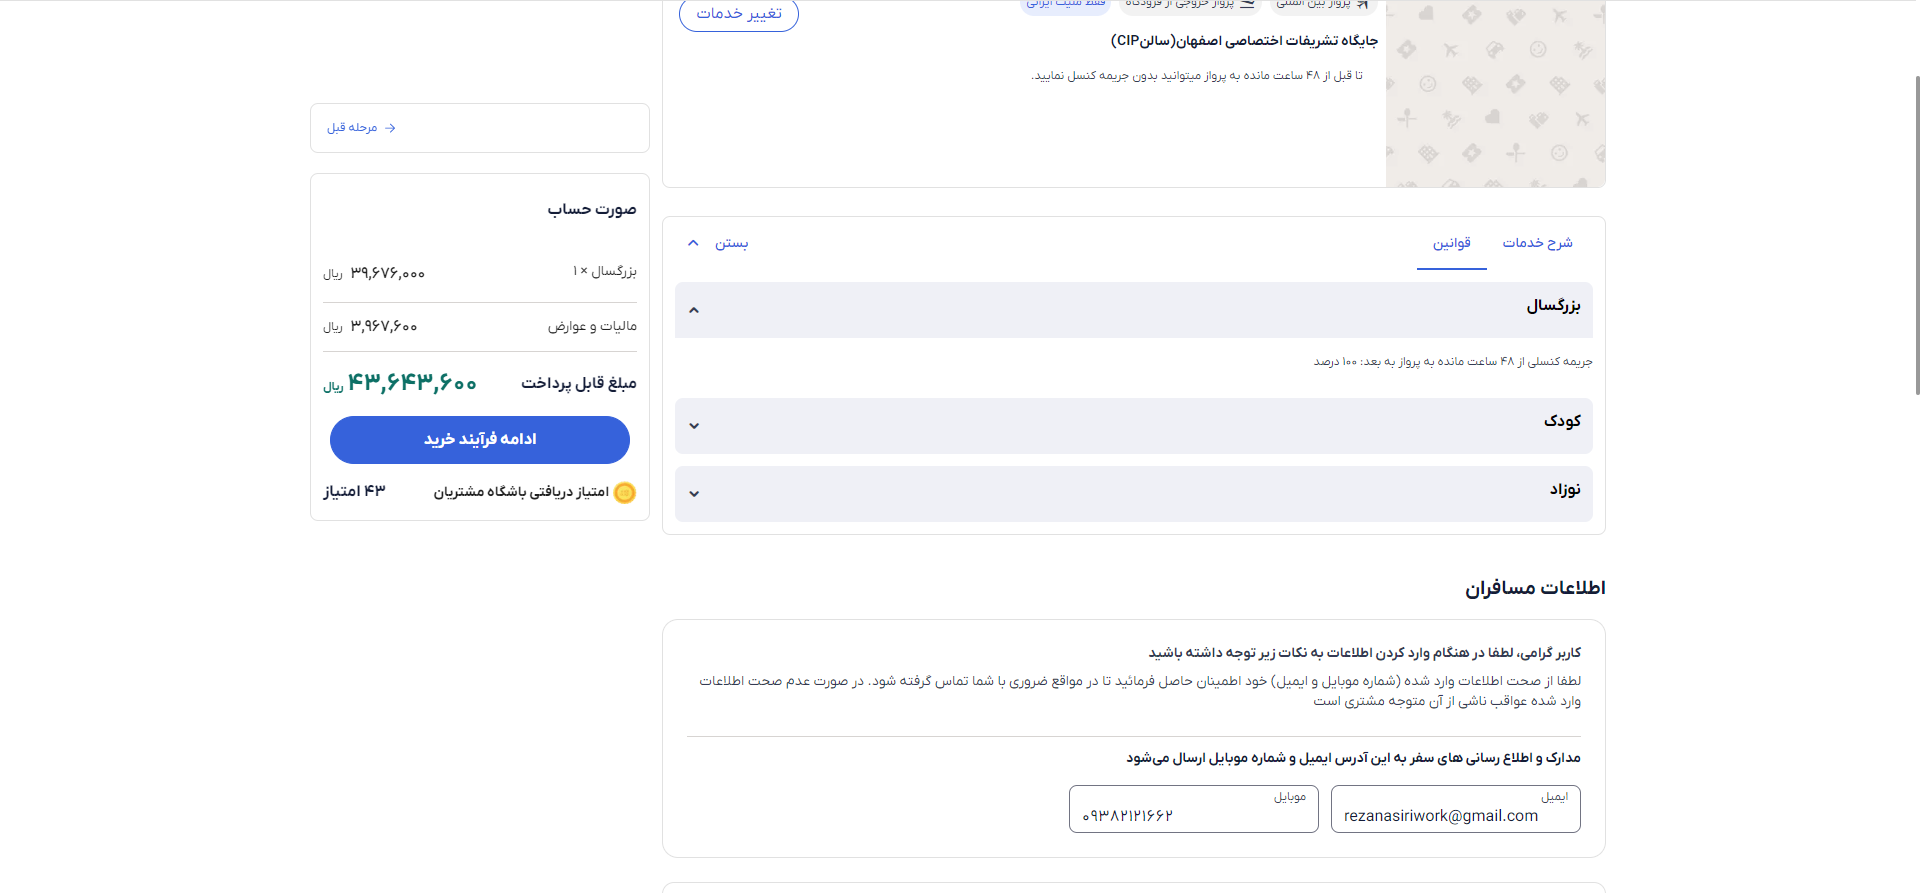 پرواز بین المللی
پرواز خروجی از فرودگاه
فقط ملیت ایرانی
تغییر خدمات
جایگاه تشریفات اختصاصی اصفهان(سالنCIP)
تا قبل از ۴۸ ساعت مانده به پرواز میتوانید بدون جریمه کنسل نمایید.
مرحله قبل
صورت حساب
بزرگسال × ۱
۳۹,۶۷۶,۰۰۰ ریال
مالیات و عوارض
۳,۹۶۷,۶۰۰ ریال
مبلغ قابل پرداخت
۴۳,۶۴۳,۶۰۰ ریال
ادامه فرآیند خرید
امتیاز دریافتی باشگاه مشتریان
۴۳ امتیاز
شرح خدمات
قوانین
بستن
بزرگسال
جریمه کنسلی از ۴۸ ساعت مانده به پرواز به بعد: ۱۰۰ درصد
کودک
نوزاد
اطلاعات مسافران
کاربر گرامی، لطفا در هنگام وارد کردن اطلاعات به نکات زیر توجه داشته باشید
لطفا از صحت اطلاعات وارد شده (شماره موبایل و ایمیل) خود اطمینان حاصل فرمائید تا در مواقع ضروری با شما تماس گرفته شود. در صورت عدم صحت اطلاعات
وارد شده عواقب ناشی از آن متوجه مشتری است
مدارک و اطلاع رسانی های سفر به این آدرس ایمیل و شماره موبایل ارسال می‌شود
ایمیل
rezanasiriwork@gmail.com
موبایل
۰۹۳۸۲۱۲۱۶۶۲